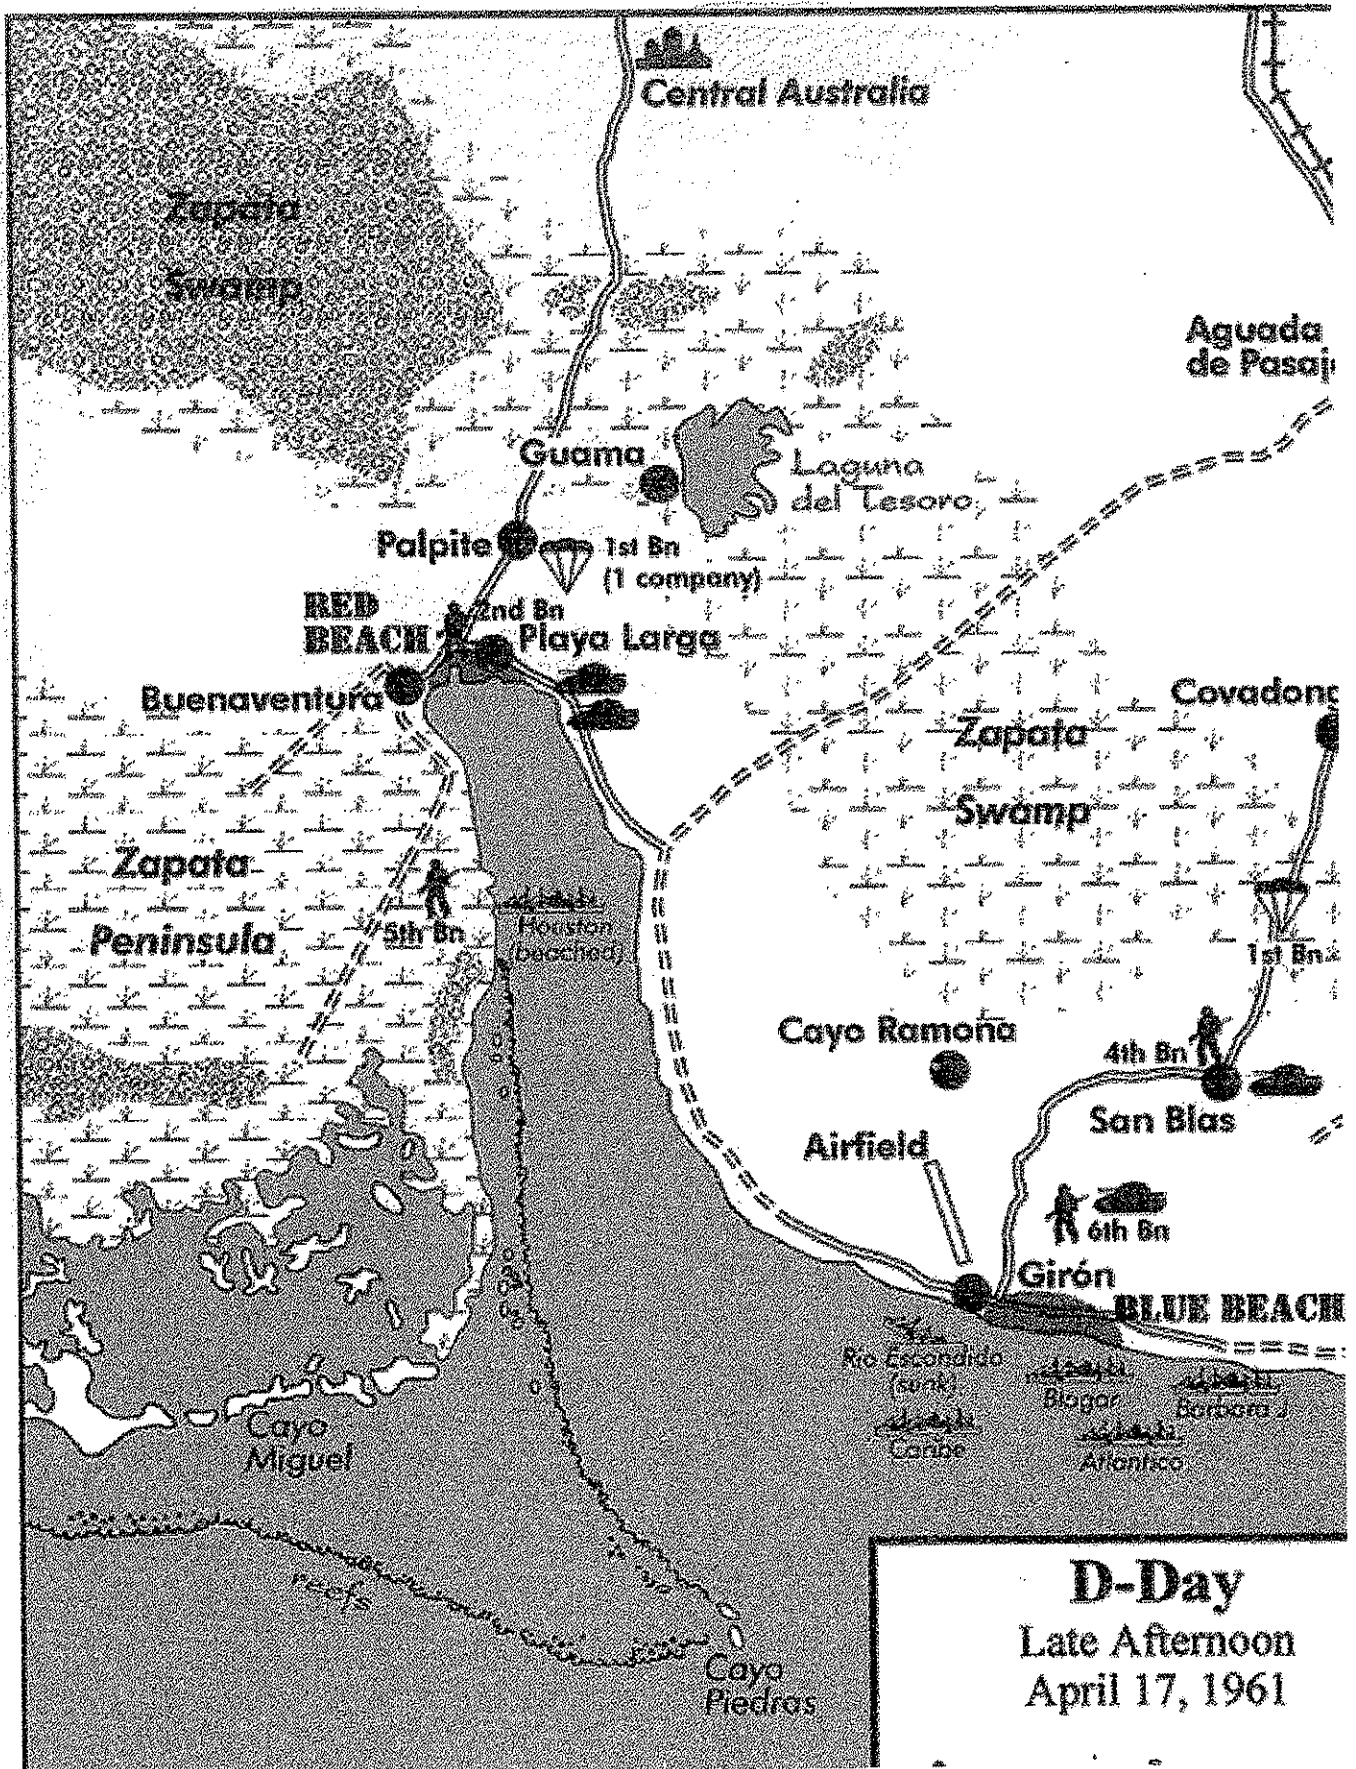 Central Australia
Zapata
Swamp
Aguada
de Pasaj
Guama
Laguna
del Tesoro
Palpite
1st Bn
(1 company)
RED
BEACH
2nd Bn
Playa Larga
Buenaventura
Covadong
Zapata
Swamp
Zapata
Peninsula
5th Bn
Houston
(beached)
1st Bn
Cayo Ramona
4th Bn
San Blas
Airfield
6th Bn
Girón
BLUE BEACH
Rio Escondido
(sunk)
Blagar
Barbara J
Caribe
Atlantico
Cayo
Miguel
reefs
Cayo
Piedras
D-Day
Late Afternoon
April 17, 1961